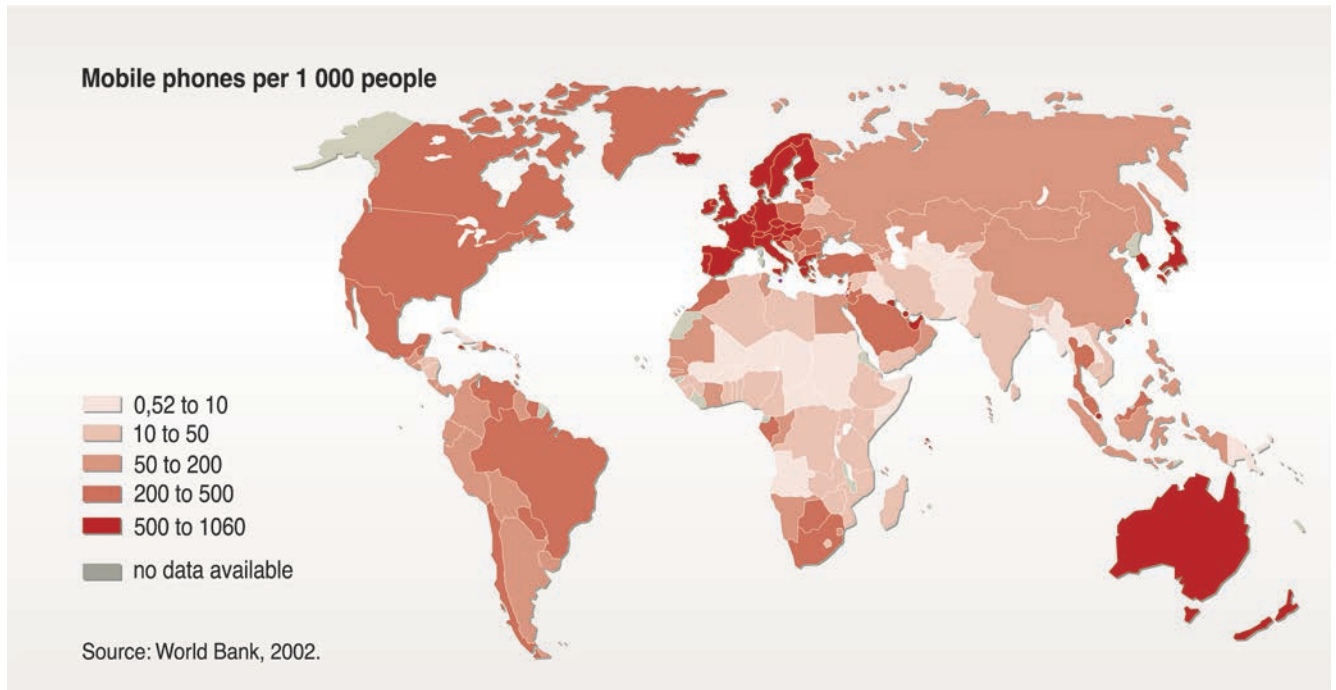 Mobile phones per 1 000 people
0,52 to 10
10 to 50
50 to 200
200 to 500
500 to 1060
no data available
Source: World Bank, 2002.